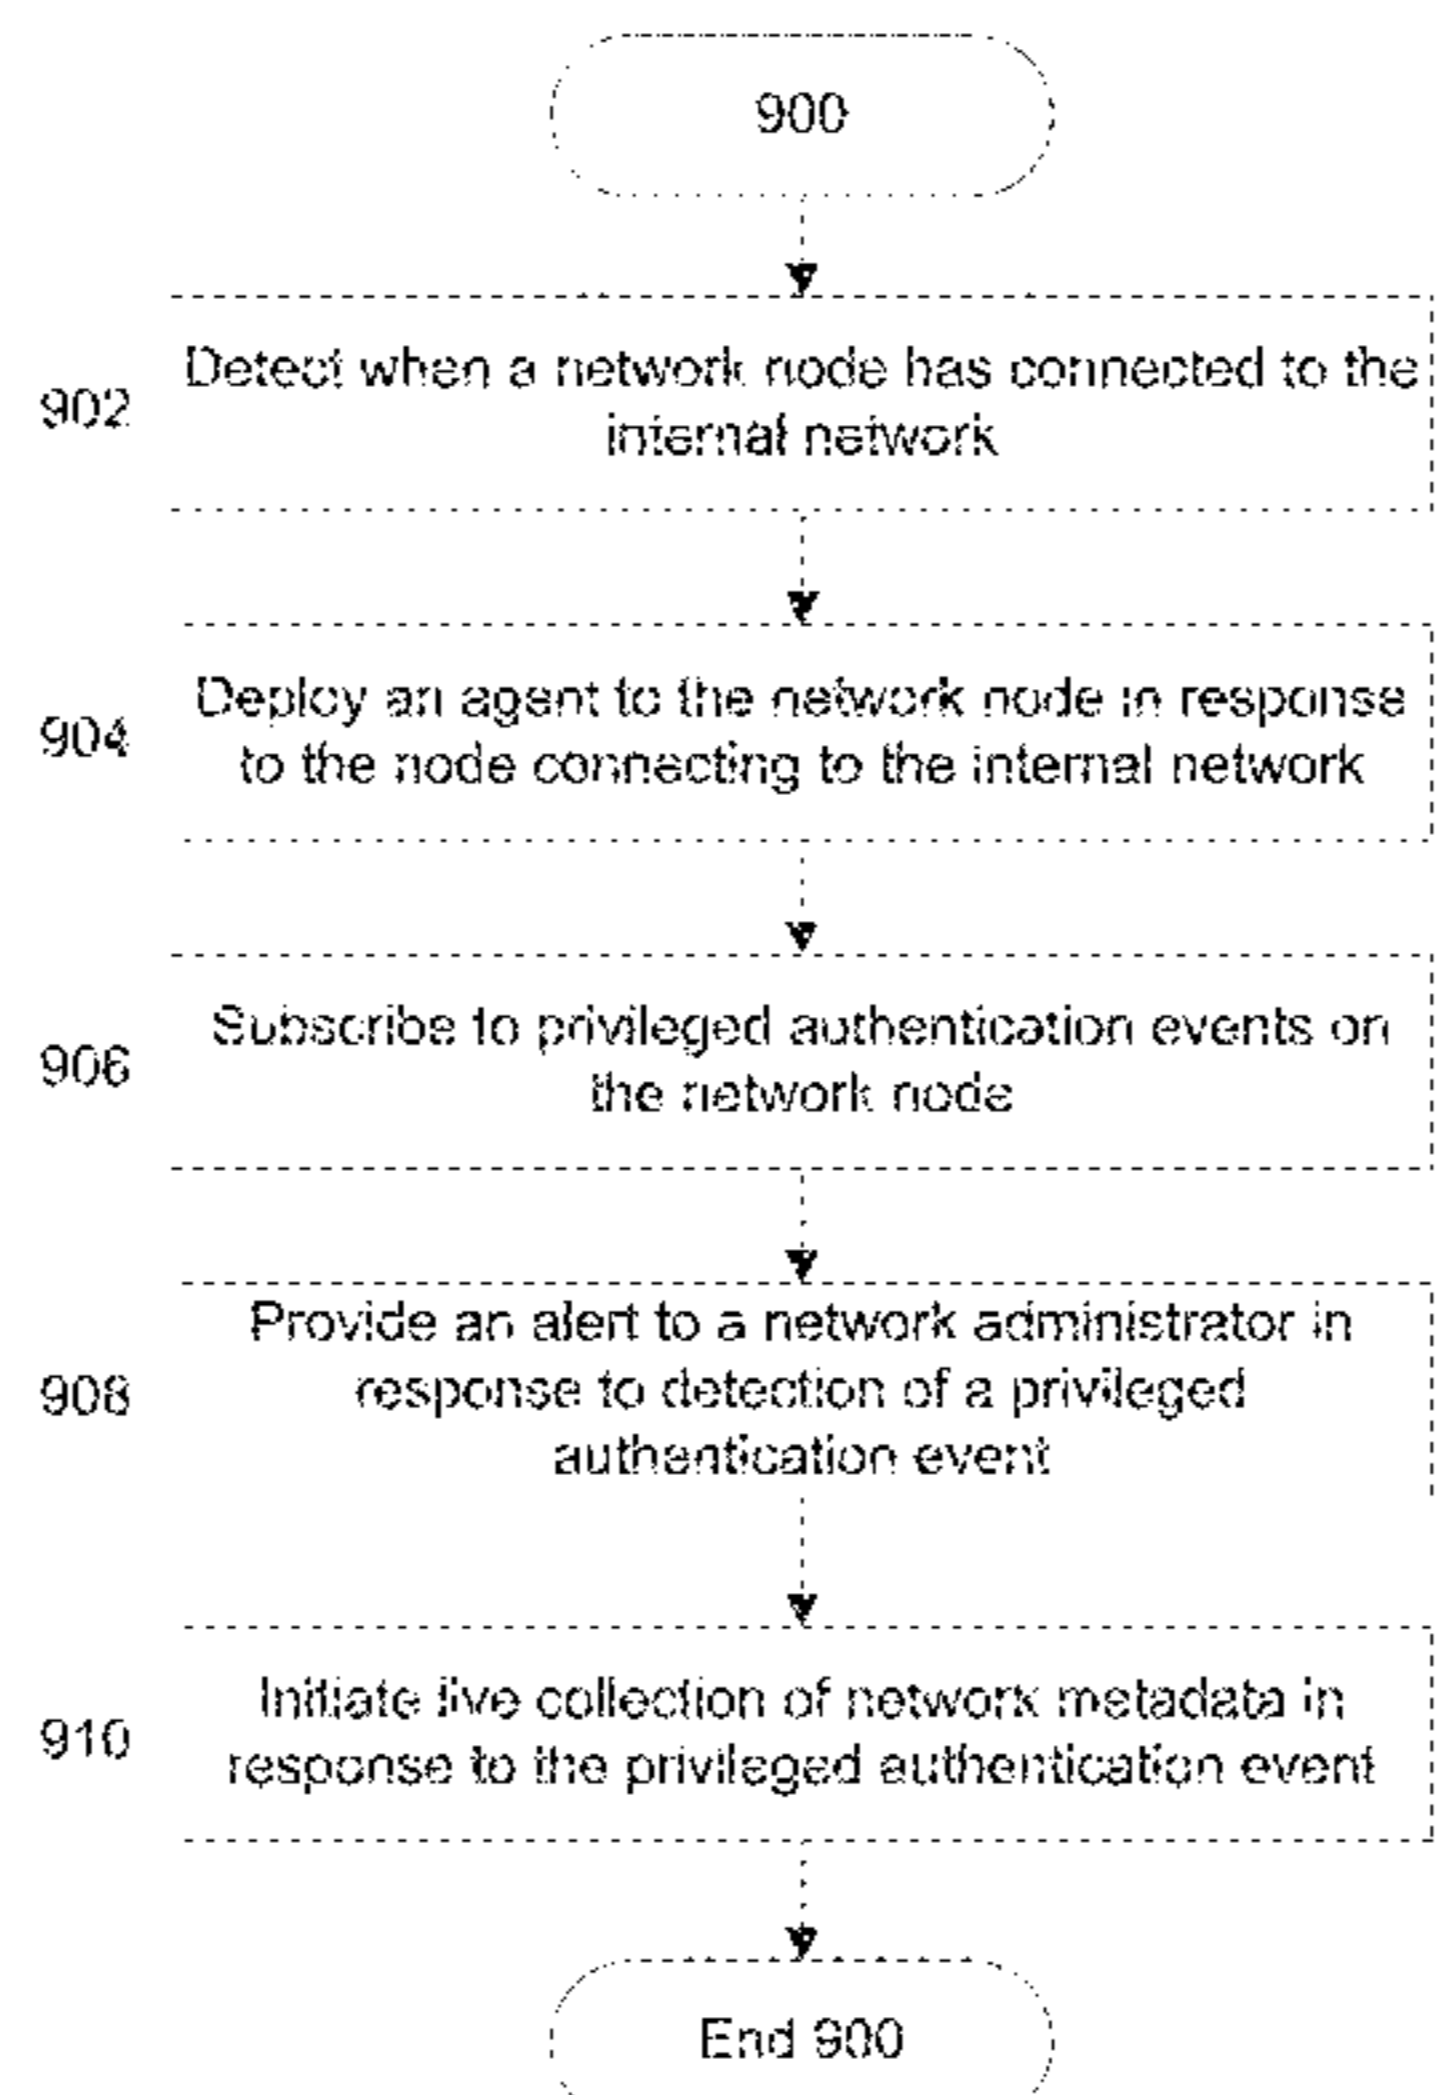 900
902
Detect when a network node has connected to the
internal network
904
Deploy an agent to the network node in response
to the node connecting to the internal network
906
Subscribe to privileged authentication events on
the network node
908
Provide an alert to a network administrator in
response to detection of a privileged
authentication event
910
Initiate live collection of network metadata in
response to the privileged authentication event
End 900